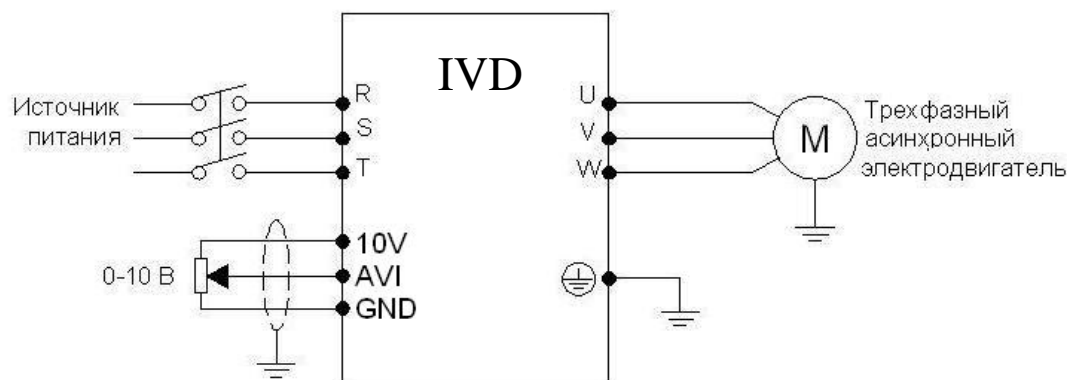 IVD
Источник
питания
R
S
T
U
V
W
M
Трехфазный
асинхронный
электродвигатель
0-10 В
10V
AVI
GND